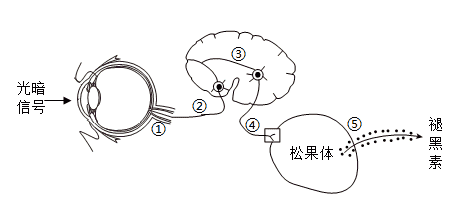 光暗
信号
①
②
③
④
⑤
松果体
褪
黑
素